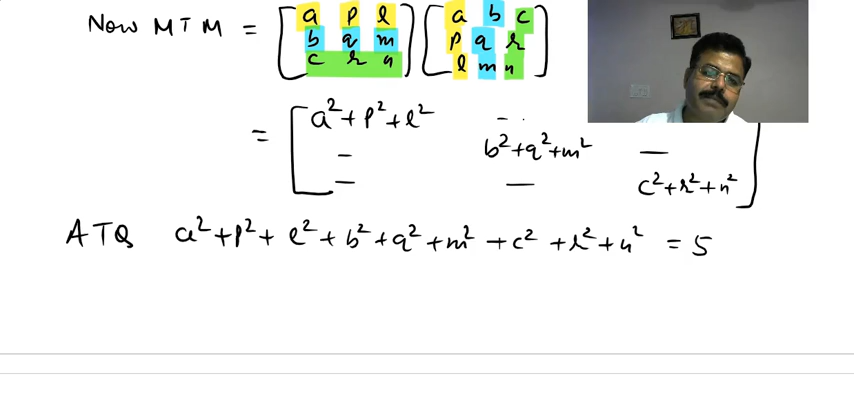 Now M T M = [ a p l [ a b c
b q m p q r
c r n ] l m n ]
= [ a² + p² + l² - . .
- b² + q² + m² —
— — c² + r² + n² ]
ATQ a² + p² + l² + b² + q² + m² + c² + r² + n² = 5